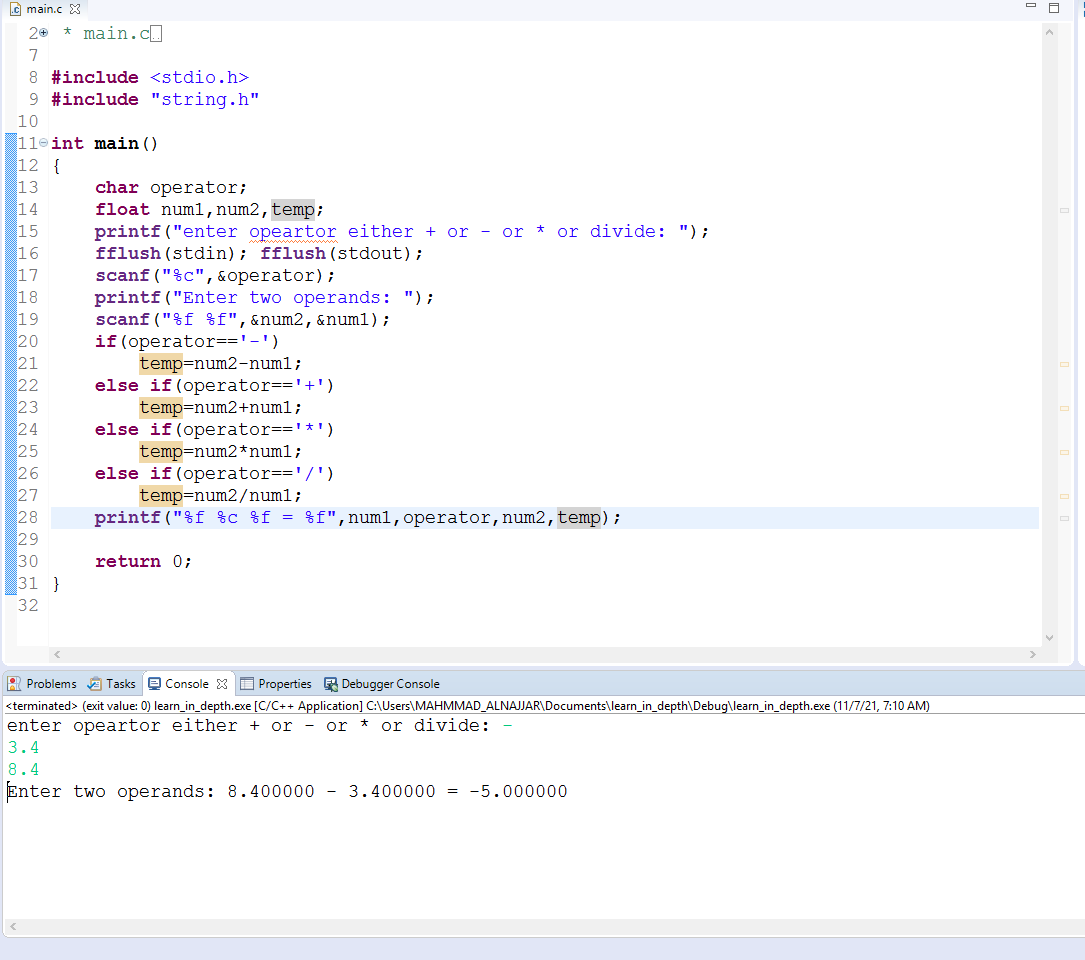 main.c
2 * main.c
7
8 #include <stdio.h>
9 #include "string.h"
10
11 int main()
12 {
13     char operator;
14     float num1,num2,temp;
15     printf("enter opeartor either + or - or * or divide: ");
16     fflush(stdin); fflush(stdout);
17     scanf("%c",&operator);
18     printf("Enter two operands: ");
19     scanf("%f %f",&num2,&num1);
20     if(operator=='-')
21         temp=num2-num1;
22     else if(operator=='+')
23         temp=num2+num1;
24     else if(operator=='*')
25         temp=num2*num1;
26     else if(operator=='/')
27         temp=num2/num1;
28     printf("%f %c %f = %f",num1,operator,num2,temp);
29
30     return 0;
31 }
32
Problems Tasks Console Properties Debugger Console
<terminated> (exit value: 0) learn_in_depth.exe [C/C++ Application] C:\Users\MAHMMAD_ALNAJJAR\Documents\learn_in_depth\Debug\learn_in_depth.exe (11/7/21, 7:10 AM)
enter opeartor either + or - or * or divide: -
3.4
8.4
Enter two operands: 8.400000 - 3.400000 = -5.000000